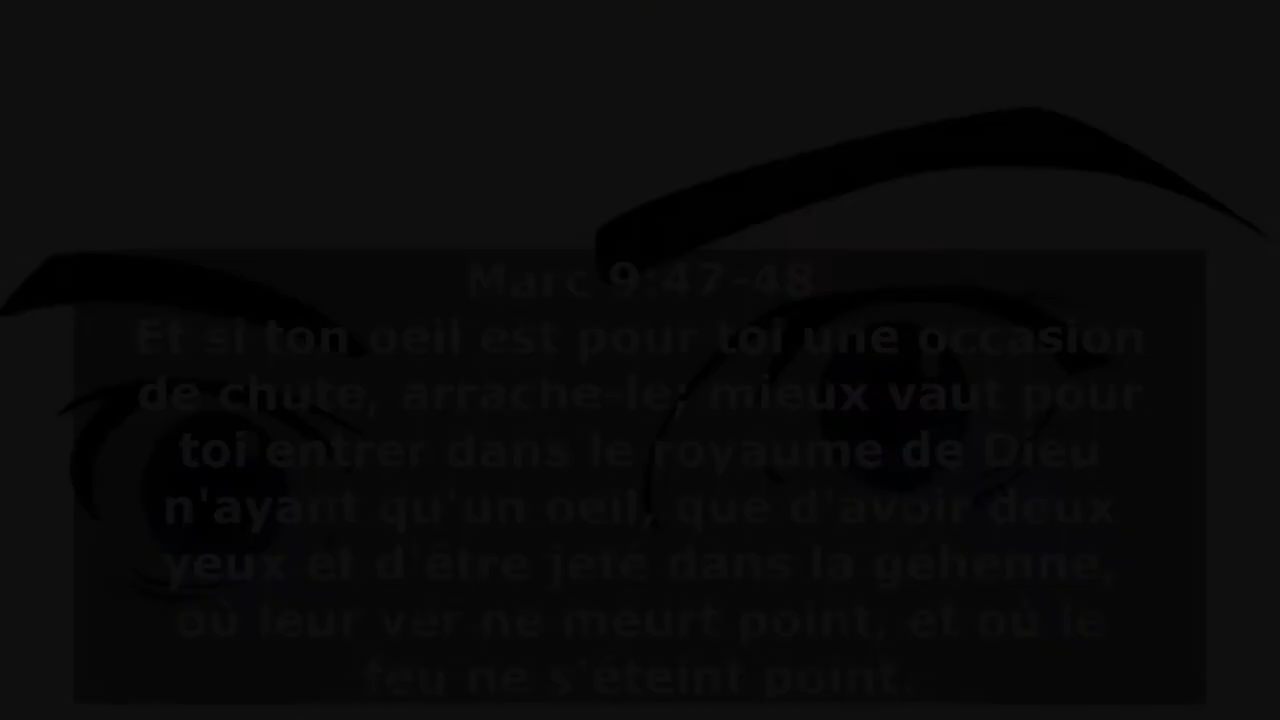 Marc 9:47-48
Et si ton oeil est pour toi une occasion
de chute, arrache-le; mieux vaut pour
toi entrer dans le royaume de Dieu
n'ayant qu'un oeil, que d'avoir deux
yeux et d'être jeté dans la géhenne,
où leur ver ne meurt point, et où le
feu ne s'éteint point.